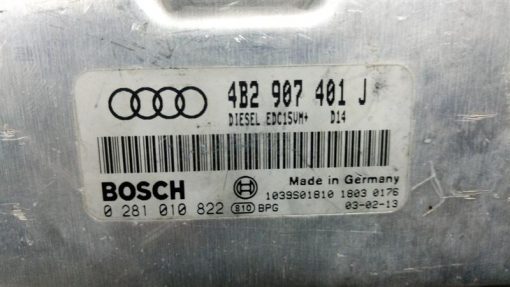 4B2 907 401 J
DIESEL EDC15VM+ D14
BOSCH
Made in Germany
1039S01810 1803 0176
0 281 010 822 810 BPG 03-02-13